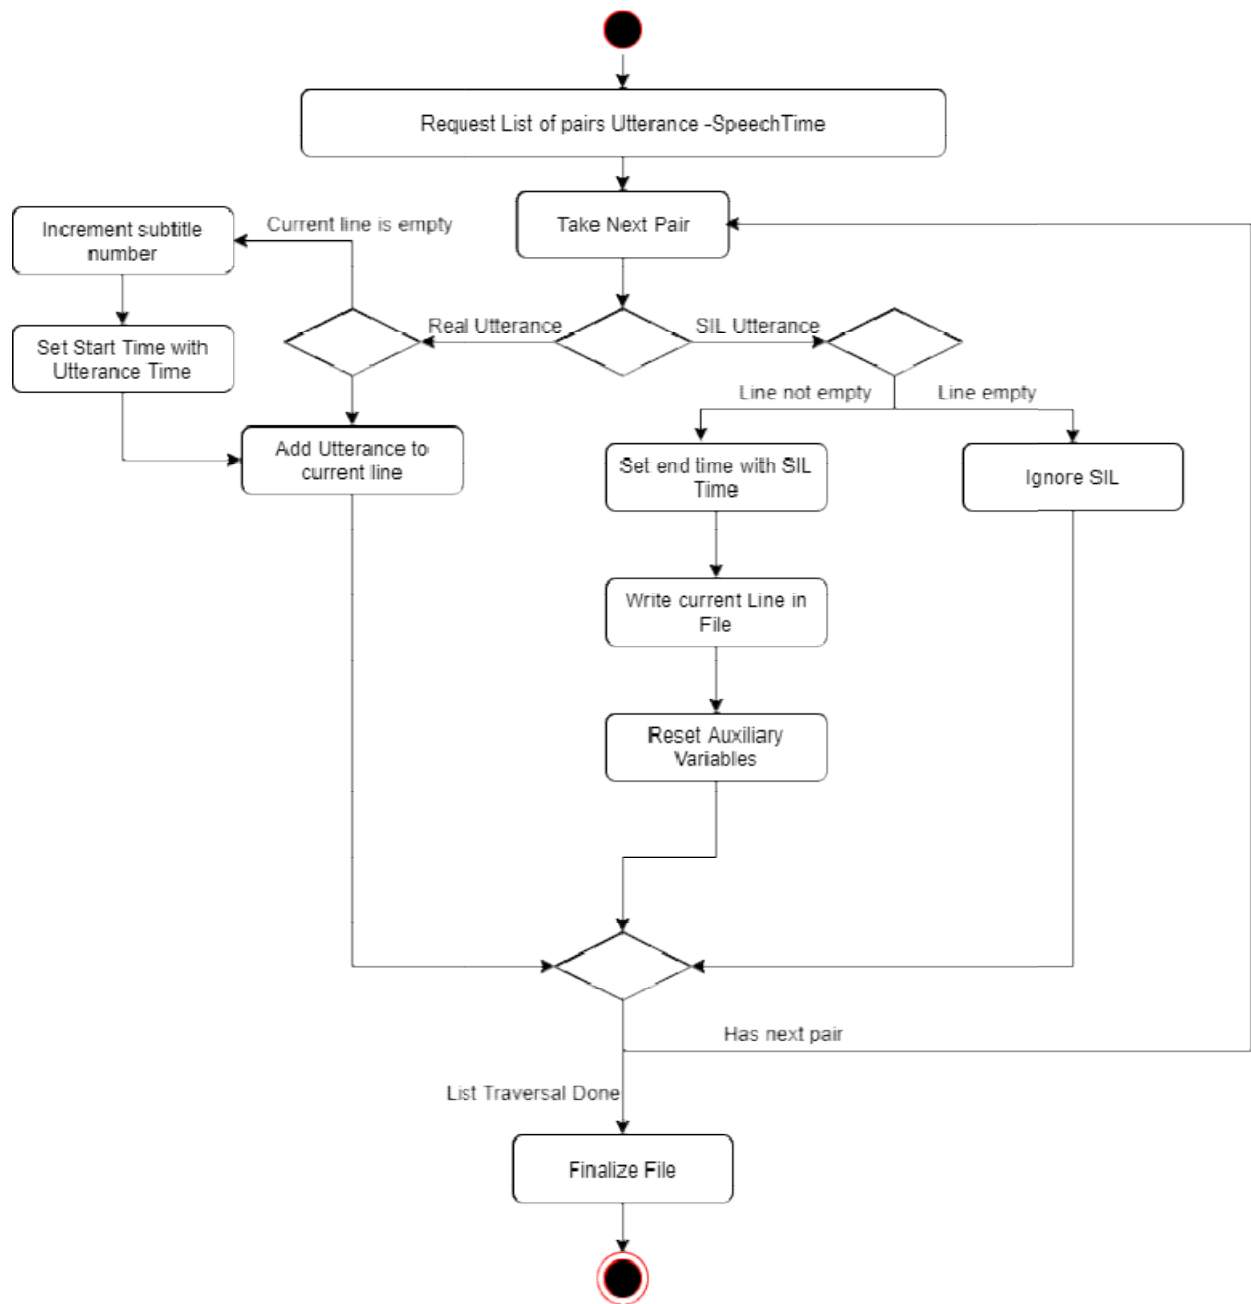 Request List of pairs Utterance -SpeechTime
Take Next Pair
Current line is empty
Increment subtitle
number
Real Utterance
SIL Utterance
Set Start Time with
Utterance Time
Line not empty
Line empty
Add Utterance to
current line
Set end time with SIL
Time
Ignore SIL
Write current Line in
File
Reset Auxiliary
Variables
Has next pair
List Traversal Done
Finalize File